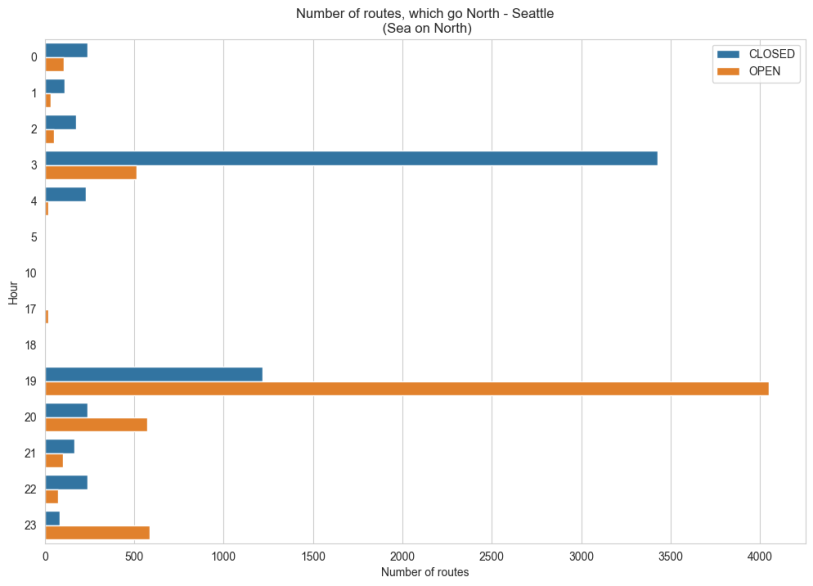 Number of routes, which go North - Seattle
(Sea on North)
CLOSED
OPEN
0
1
2
3
4
5
10
17
18
19
20
21
22
23
Hour
0 500 1000 1500 2000 2500 3000 3500 4000
Number of routes